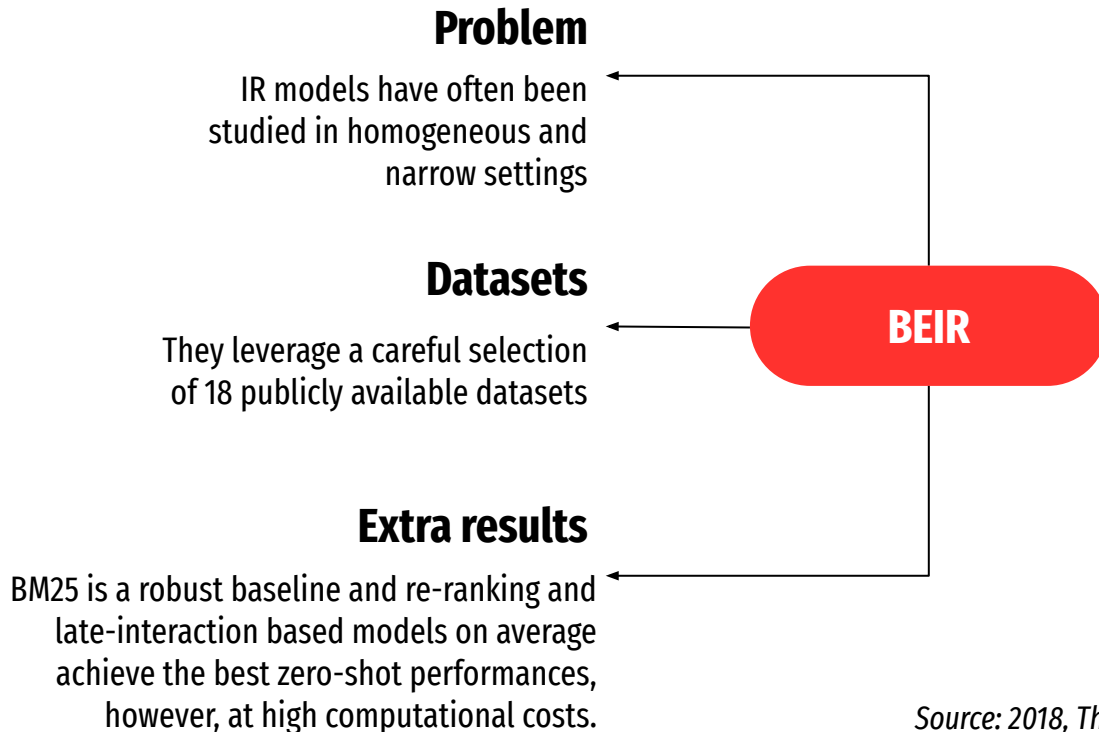 Problem
IR models have often been
studied in homogeneous and
narrow settings
Datasets
They leverage a careful selection
of 18 publicly available datasets
BEIR
Extra results
BM25 is a robust baseline and re-ranking and
late-interaction based models on average
achieve the best zero-shot performances,
however, at high computational costs.
Source: 2018,